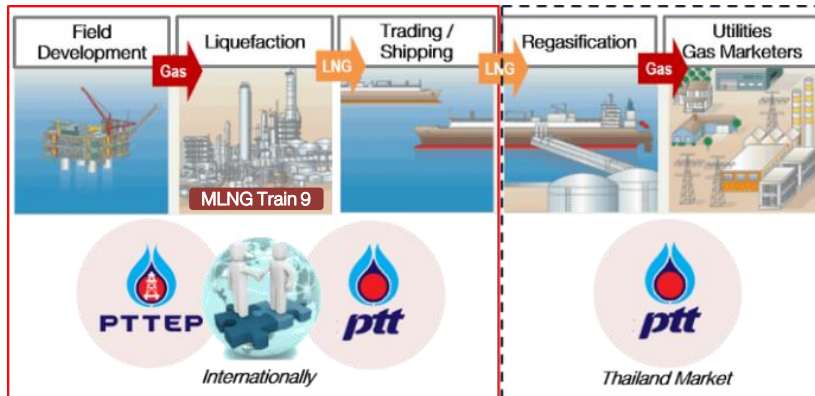 Field
Development
Gas
Liquefaction
LNG
Trading /
Shipping
LNG
Regasification
Gas
Utilities
Gas Marketers
MLNG Train 9
PTTEP
ptt
ptt
Internationally
Thailand Market